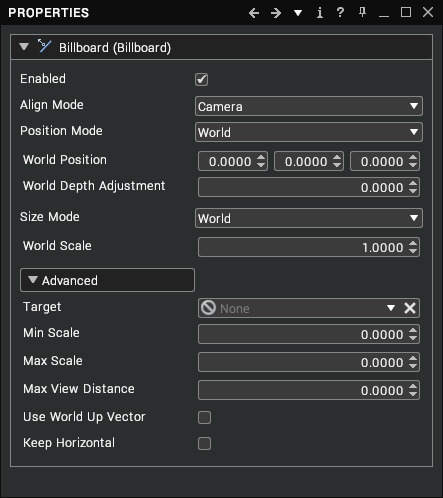 PROPERTIES
Billboard (Billboard)
Enabled
Align Mode Camera
Position Mode World
World Position 0.0000 0.0000 0.0000
World Depth Adjustment 0.0000
Size Mode World
World Scale 1.0000
Advanced
Target None
Min Scale 0.0000
Max Scale 0.0000
Max View Distance 0.0000
Use World Up Vector
Keep Horizontal